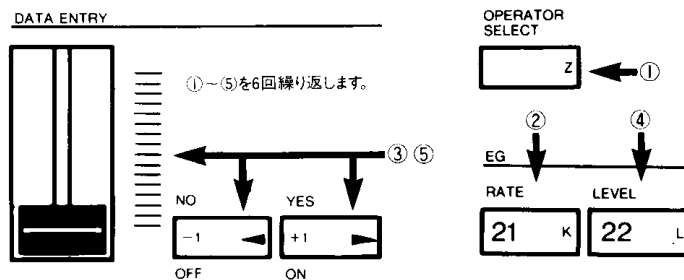 DATA ENTRY
①～⑤を6回繰り返します。
③ ⑤
NO
YES
-1
+1
OFF
ON
OPERATOR
SELECT
Z
①
②
④
EG
RATE
LEVEL
21 K
22 L